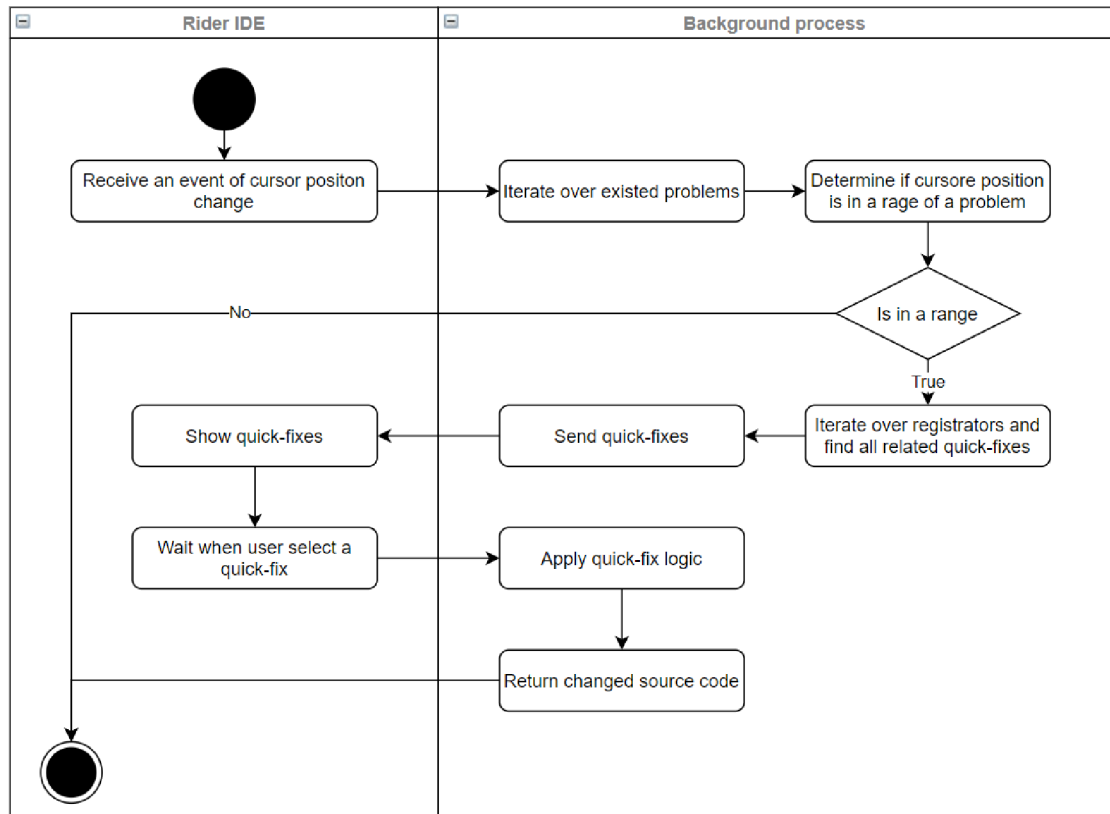 Rider IDE
Background process
Receive an event of cursor positon
change
Iterate over existed problems
Determine if cursore position
is in a rage of a problem
Is in a range
No
True
Iterate over registrators and
find all related quick-fixes
Send quick-fixes
Show quick-fixes
Wait when user select a
quick-fix
Apply quick-fix logic
Return changed source code